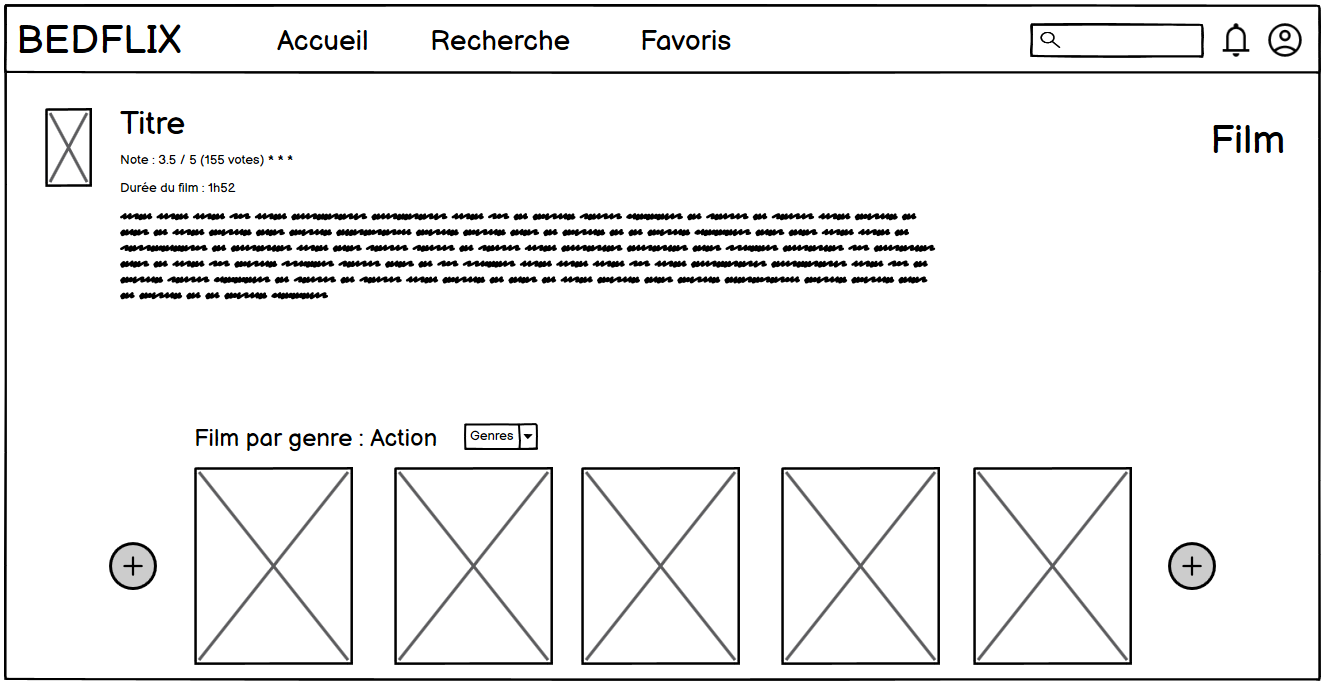 BEDFLIX Accueil Recherche Favoris
Titre
Film
Note : 3.5 / 5 (155 votes) * * *
Durée du film : 1h52
Film par genre : Action Genres